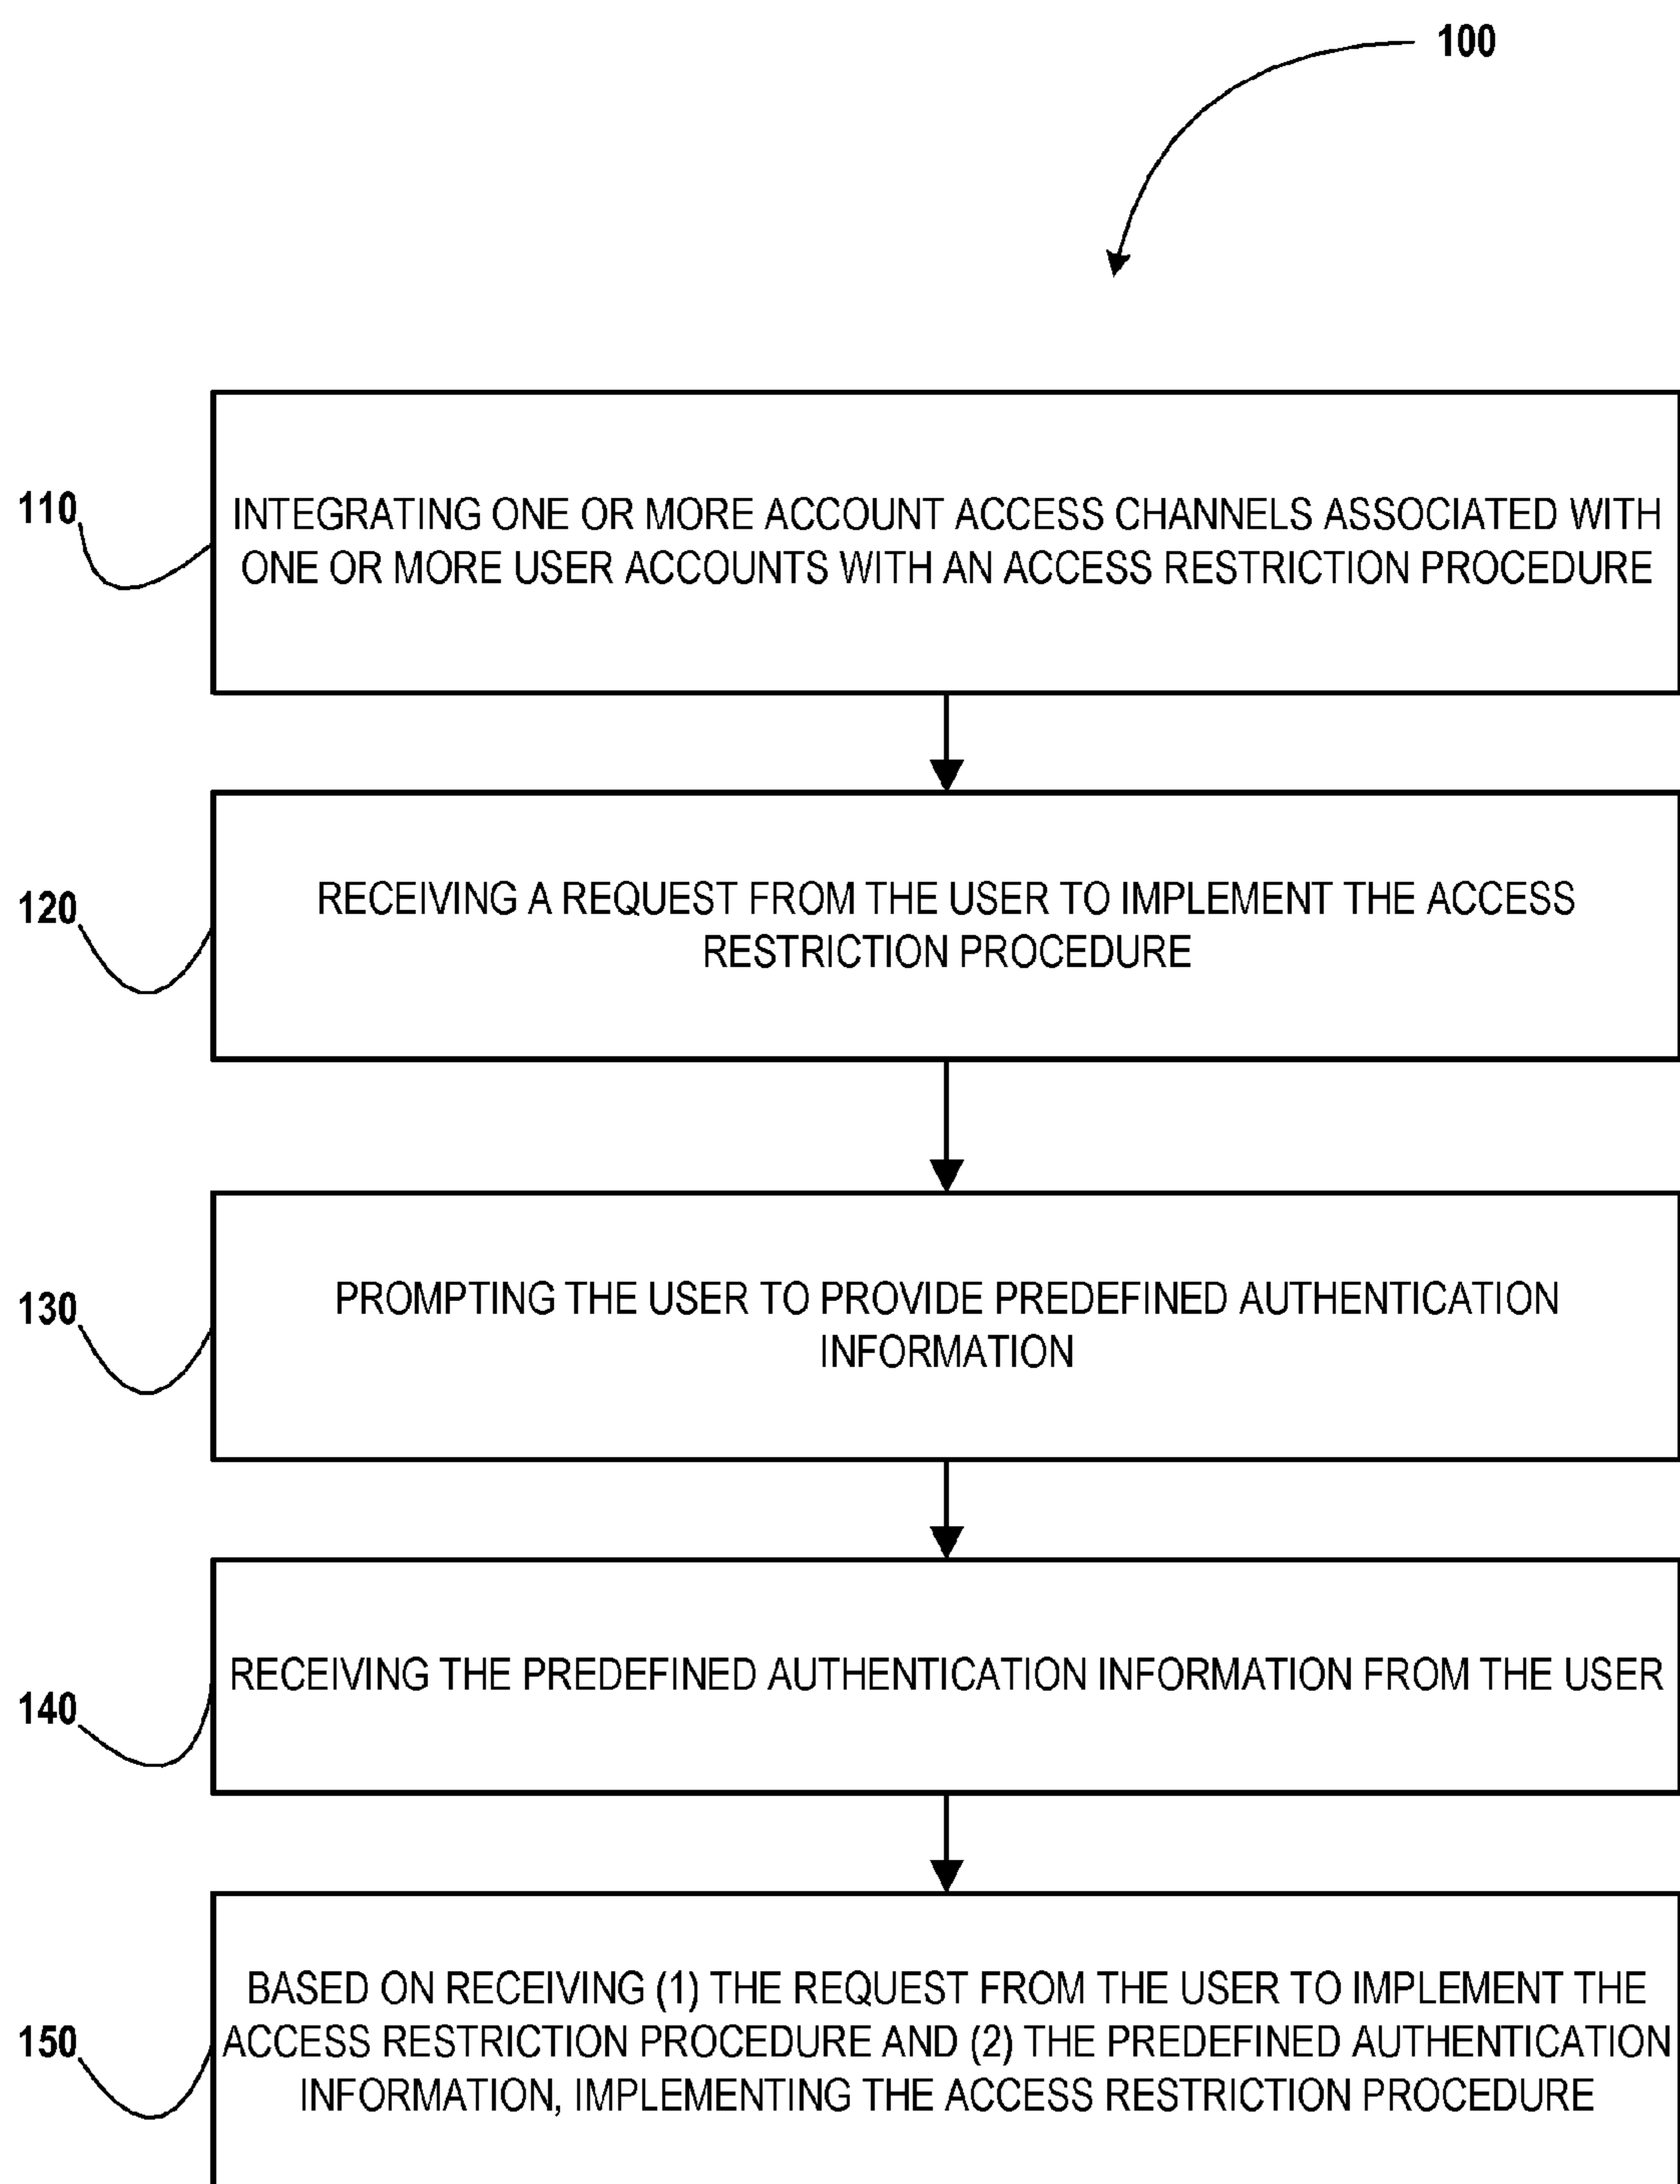 100
110
INTEGRATING ONE OR MORE ACCOUNT ACCESS CHANNELS ASSOCIATED WITH
ONE OR MORE USER ACCOUNTS WITH AN ACCESS RESTRICTION PROCEDURE
120
RECEIVING A REQUEST FROM THE USER TO IMPLEMENT THE ACCESS
RESTRICTION PROCEDURE
130
PROMPTING THE USER TO PROVIDE PREDEFINED AUTHENTICATION
INFORMATION
140
RECEIVING THE PREDEFINED AUTHENTICATION INFORMATION FROM THE USER
150
BASED ON RECEIVING (1) THE REQUEST FROM THE USER TO IMPLEMENT THE
ACCESS RESTRICTION PROCEDURE AND (2) THE PREDEFINED AUTHENTICATION
INFORMATION, IMPLEMENTING THE ACCESS RESTRICTION PROCEDURE